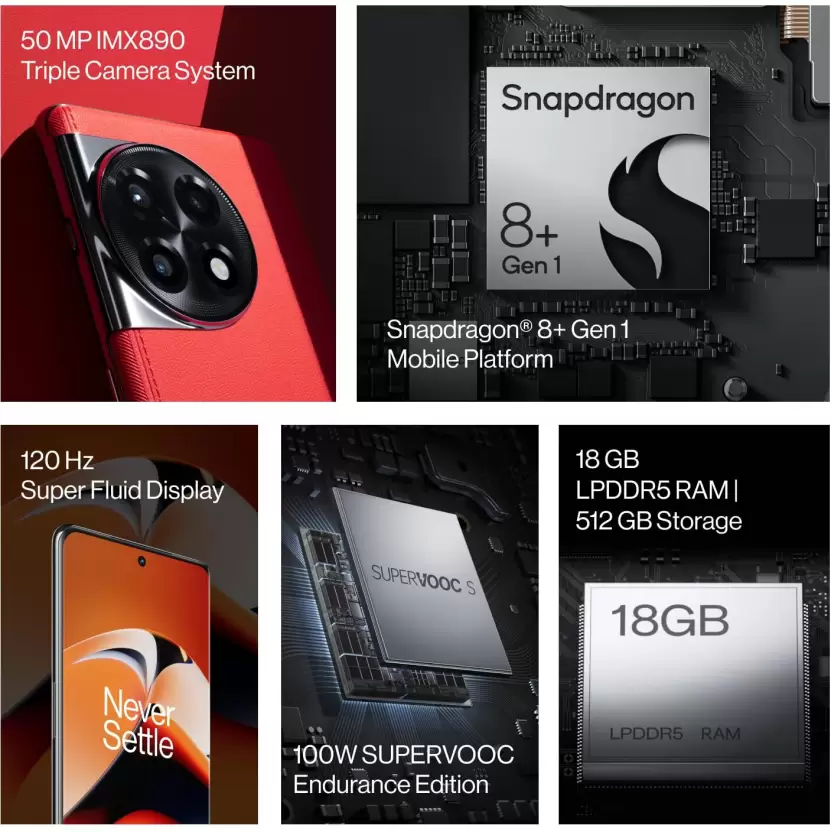 50 MP IMX890
Triple Camera System
Snapdragon
8+
Gen 1
Snapdragon® 8+ Gen 1
Mobile Platform
120 Hz
Super Fluid Display
Never
Settle
SUPERVOOC S
100W SUPERVOOC
Endurance Edition
18 GB
LPDDR5 RAM |
512 GB Storage
18GB
LPDDR5 RAM